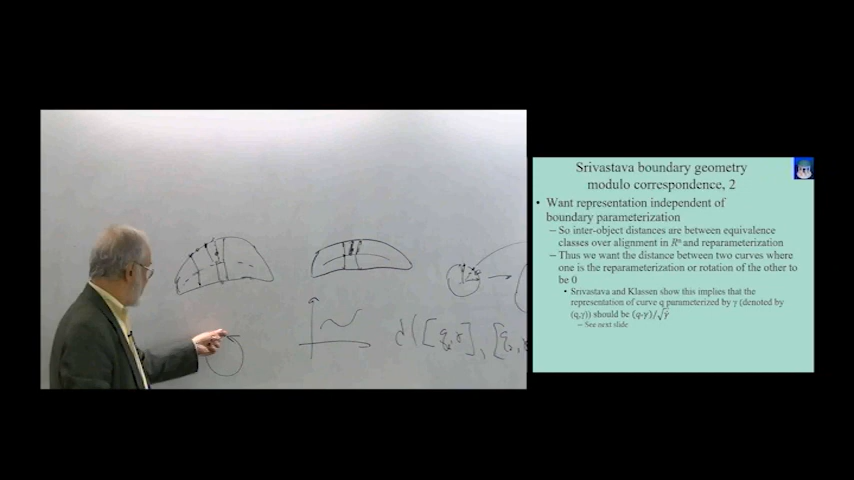 Srivastava boundary geometry
modulo correspondence, 2
• Want representation independent of
boundary parameterization
– So inter-object distances are between equivalence
classes over alignment in Rⁿ and reparameterization
– Thus we want the distance between two curves where
one is the reparameterization or rotation of the other to
be 0
• Srivastava and Klassen show this implies that the
representation of curve q parameterized by γ (denoted by
(q,γ)) should be
– See next slide
d([q₁,γ],[q₂,γ